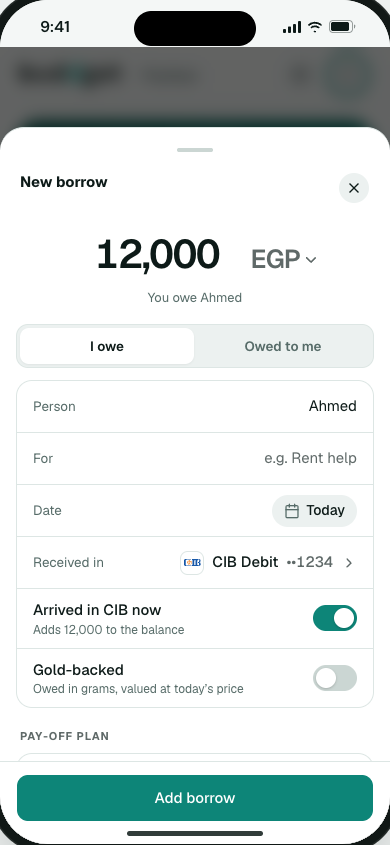 9:41
New borrow
12,000 EGP
You owe Ahmed
I owe
Owed to me
Person
Ahmed
For
e.g. Rent help
Date
Today
Received in
CIB
CIB Debit ••1234
Arrived in CIB now
Adds 12,000 to the balance
Gold-backed
Owed in grams, valued at today's price
PAY-OFF PLAN
Add borrow